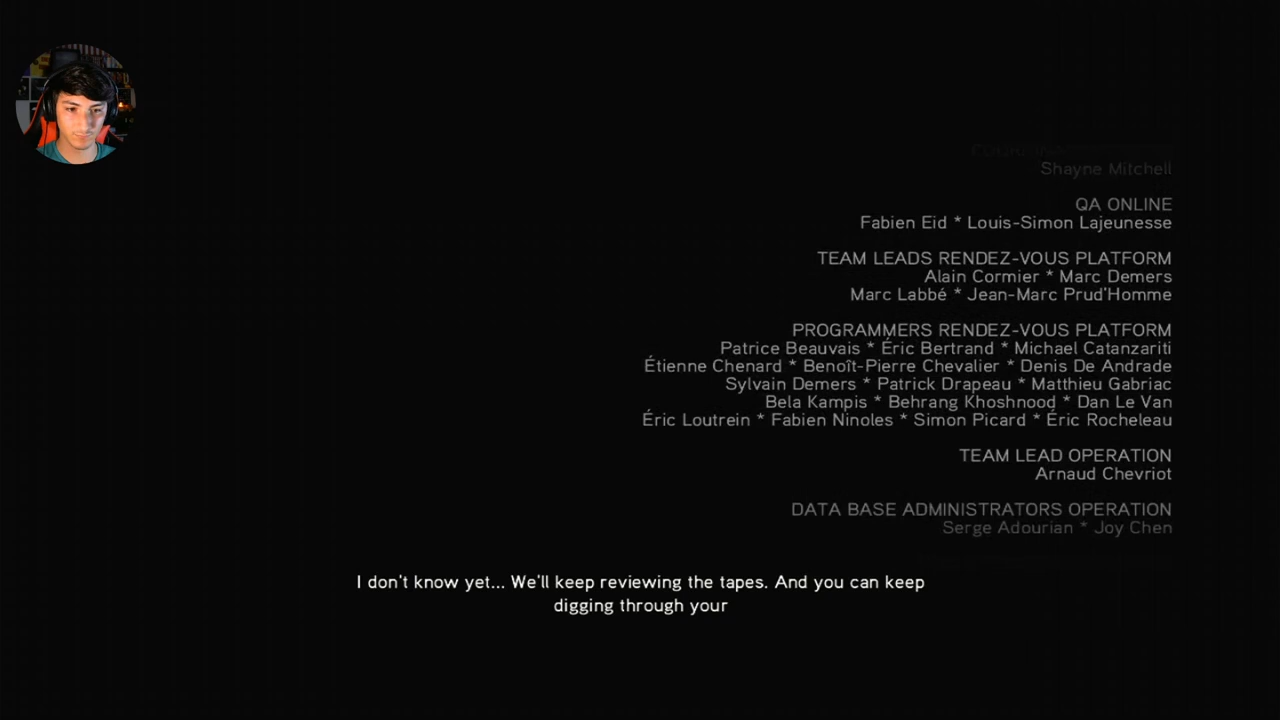 Shayne Mitchell
QA ONLINE
Fabien Eid * Louis-Simon Lajeunesse
TEAM LEADS RENDEZ-VOUS PLATFORM
Alain Cormier * Marc Demers
Marc Labbé * Jean-Marc Prud'Homme
PROGRAMMERS RENDEZ-VOUS PLATFORM
Patrice Beauvais * Éric Bertrand * Michael Catanzariti
Étienne Chenard * Benoît-Pierre Chevalier * Denis De Andrade
Sylvain Demers * Patrick Drapeau * Matthieu Gabriac
Bela Kampis * Behrang Khoshnood * Dan Le Van
Éric Loutrein * Fabien Ninoles * Simon Picard * Éric Rocheleau
TEAM LEAD OPERATION
Arnaud Chevriot
DATA BASE ADMINISTRATORS OPERATION
Serge Adourian * Joy Chen
I don't know yet... We'll keep reviewing the tapes. And you can keep
digging through your